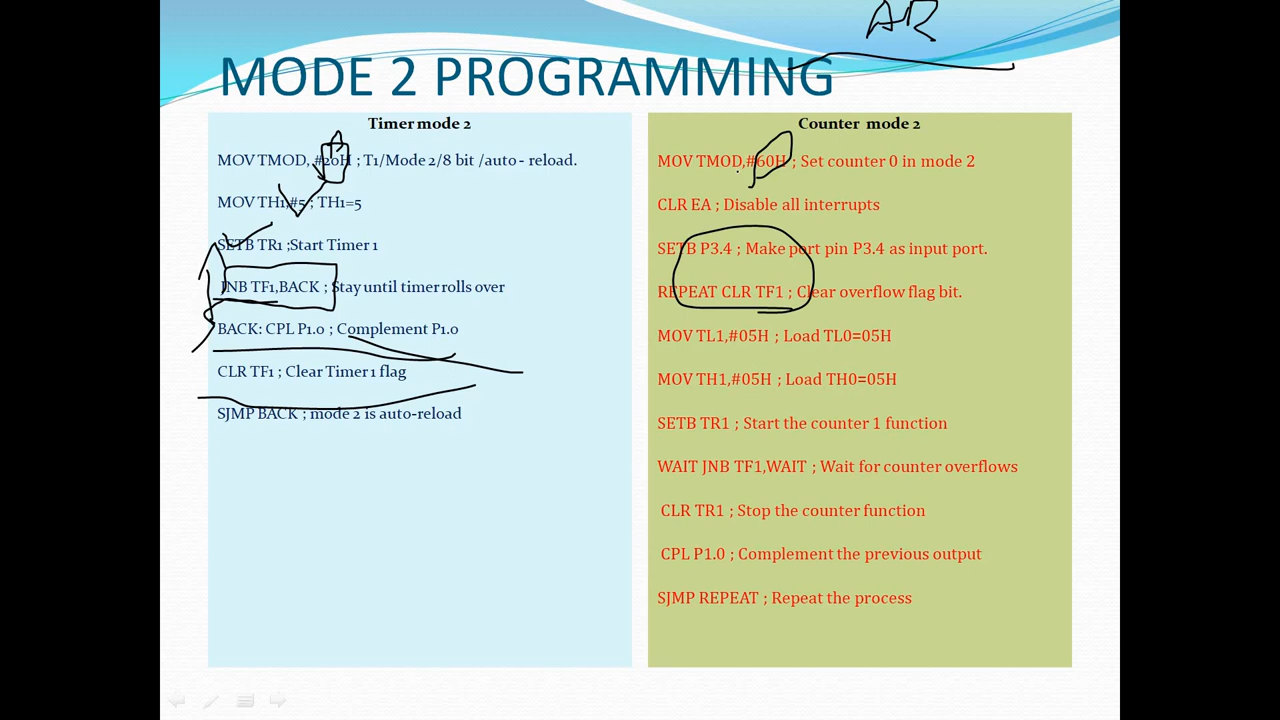 AR
MODE 2 PROGRAMMING
Timer mode 2
MOV TMOD, #20H ; T1/Mode 2/8 bit /auto - reload.
MOV TH1,#5 ; TH1=5
SETB TR1 ;Start Timer 1
JNB TF1,BACK ; Stay until timer rolls over
BACK: CPL P1.0 ; Complement P1.0
CLR TF1 ; Clear Timer 1 flag
SJMP BACK ; mode 2 is auto-reload
Counter mode 2
MOV TMOD,#60H ; Set counter 0 in mode 2
CLR EA ; Disable all interrupts
SETB P3.4 ; Make port pin P3.4 as input port.
REPEAT CLR TF1 ; Clear overflow flag bit.
MOV TL1,#05H ; Load TL0=05H
MOV TH1,#05H ; Load TH0=05H
SETB TR1 ; Start the counter 1 function
WAIT JNB TF1,WAIT ; Wait for counter overflows
CLR TR1 ; Stop the counter function
CPL P1.0 ; Complement the previous output
SJMP REPEAT ; Repeat the process